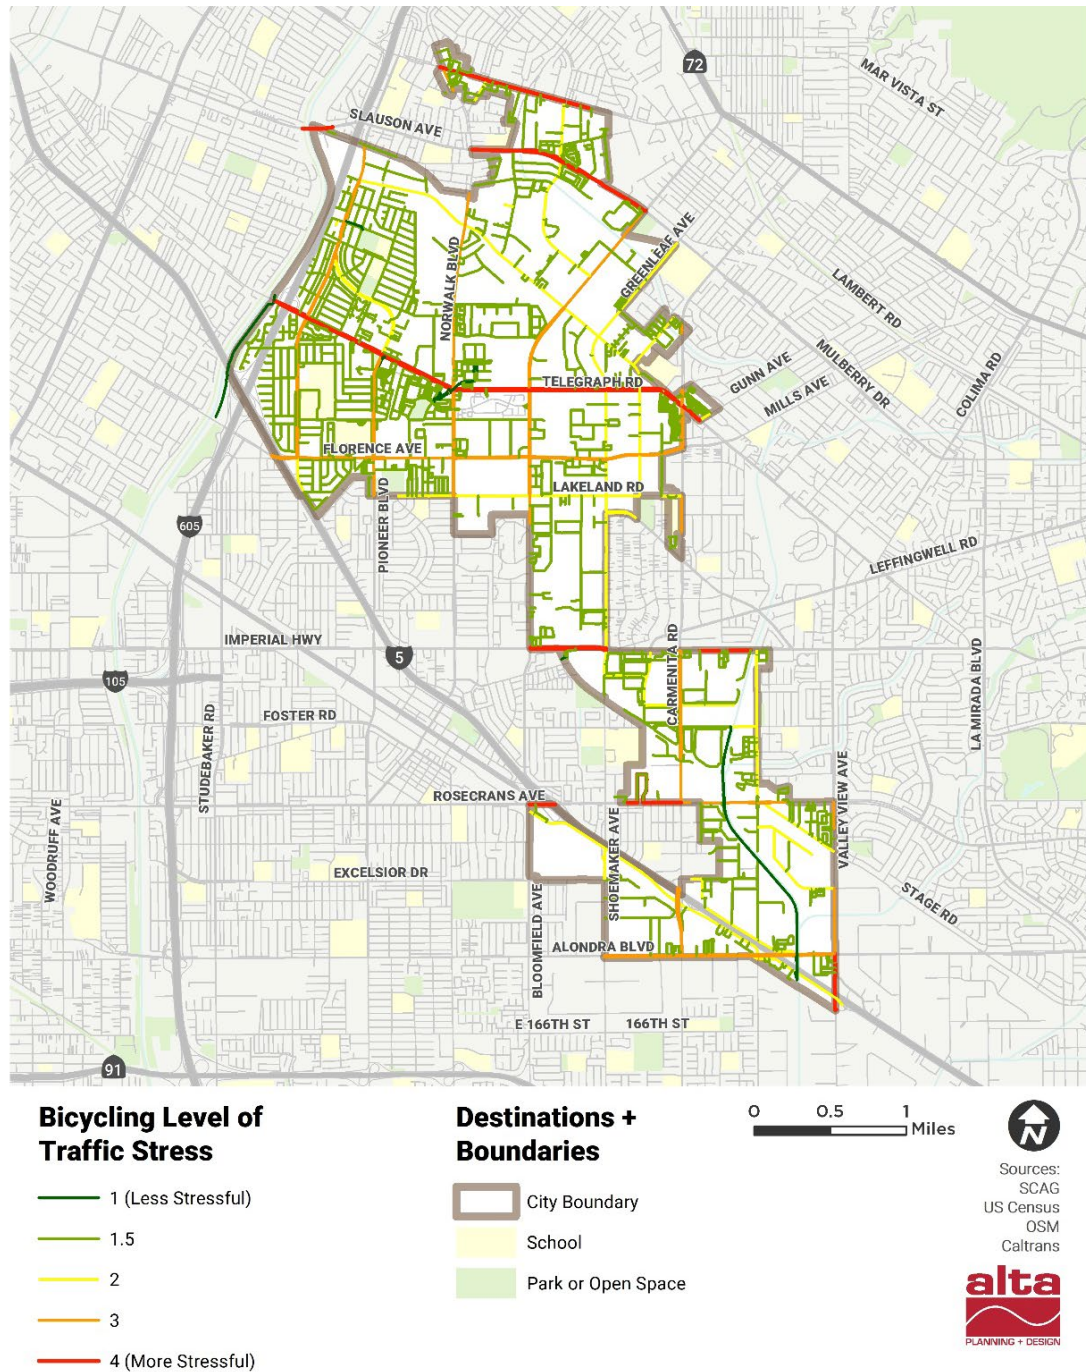 72
MAR VISTA ST
SLAUSON AVE
GREENLEAF AVE
NORWALK BLVD
LAMBERT RD
MULBERRY DR
GUNN AVE
COLIMA RD
TELEGRAPH RD
MILLS AVE
FLORENCE AVE
LAKELAND RD
PIONEER BLVD
605
LEFFINGWELL RD
IMPERIAL HWY
5
CARMENITA RD
105
LA MIRADA BLVD
FOSTER RD
STUDEBAKER RD
ROSECRANS AVE
VALLEY VIEW AVE
WOODRUFF AVE
SHOEMAKER AVE
EXCELSIOR DR
STAGE RD
BLOOMFIELD AVE
ALONDRA BLVD
E 166TH ST
166TH ST
91
Bicycling Level of
Traffic Stress
1 (Less Stressful)
1.5
2
3
4 (More Stressful)
Destinations +
Boundaries
City Boundary
School
Park or Open Space
0 0.5 1
Miles
N
Sources:
SCAG
US Census
OSM
Caltrans
alta
PLANNING + DESIGN